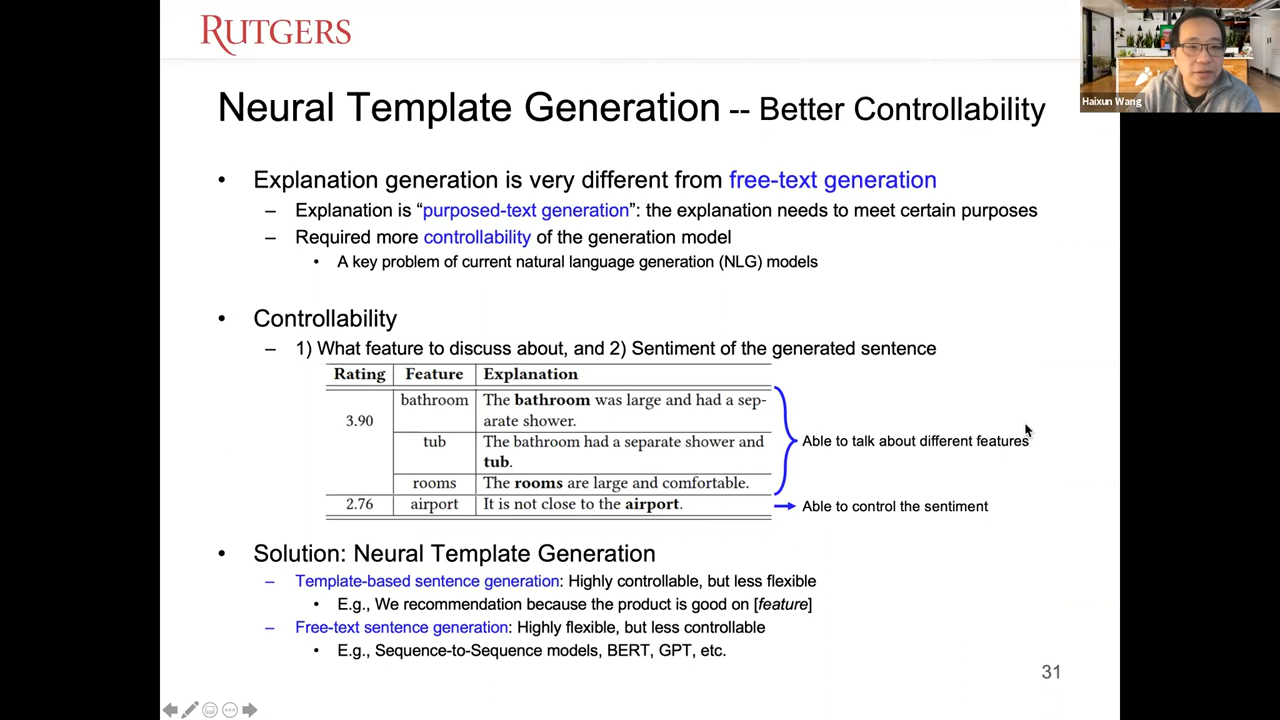 RUTGERS
Haixun Wang
Neural Template Generation -- Better Controllability
• Explanation generation is very different from free-text generation
– Explanation is “purposed-text generation”: the explanation needs to meet certain purposes
– Required more controllability of the generation model
• A key problem of current natural language generation (NLG) models
• Controllability
– 1) What feature to discuss about, and 2) Sentiment of the generated sentence
Rating Feature Explanation
bathroom The bathroom was large and had a sep-
3.90 arate shower.
tub The bathroom had a separate shower and
Able to talk about different features
tub.
rooms The rooms are large and comfortable.
2.76 airport It is not close to the airport.
Able to control the sentiment
• Solution: Neural Template Generation
– Template-based sentence generation: Highly controllable, but less flexible
• E.g., We recommendation because the product is good on [feature]
– Free-text sentence generation: Highly flexible, but less controllable
• E.g., Sequence-to-Sequence models, BERT, GPT, etc.
31